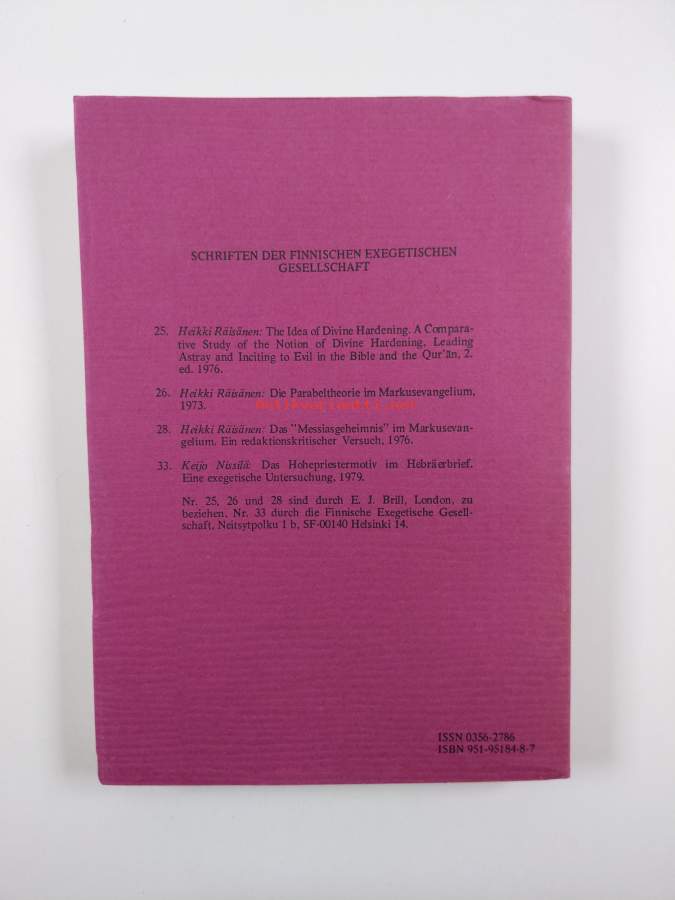 SCHRIFTEN DER FINNISCHEN EXEGETISCHEN
GESELLSCHAFT
25. Heikki Räisänen: The Idea of Divine Hardening. A Compara-
tive Study of the Notion of Divine Hardening, Leading
Astray and Inciting to Evil in the Bible and the Qur'ān, 2.
ed. 1976.
26. Heikki Räisänen: Die Parabeltheorie im Markusevangelium,
1973.
28. Heikki Räisänen: Das "Messiasgeheimnis" im Markusevan-
gelium. Ein redaktionskritischer Versuch, 1976.
33. Keijo Nissilä: Das Hohepriestermotiv im Hebräerbrief.
Eine exegetische Untersuchung, 1979.
Nr. 25, 26 und 28 sind durch E. J. Brill, London, zu
beziehen, Nr. 33 durch die Finnische Exegetische Gesell-
schaft, Neitsytpolku 1 b, SF-00140 Helsinki 14.
ISSN 0356-2786
ISBN 951-95184-8-7